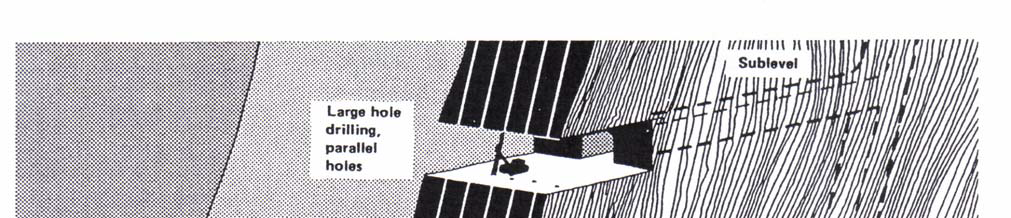 Sublevel
Large hole
drilling,
parallel
holes